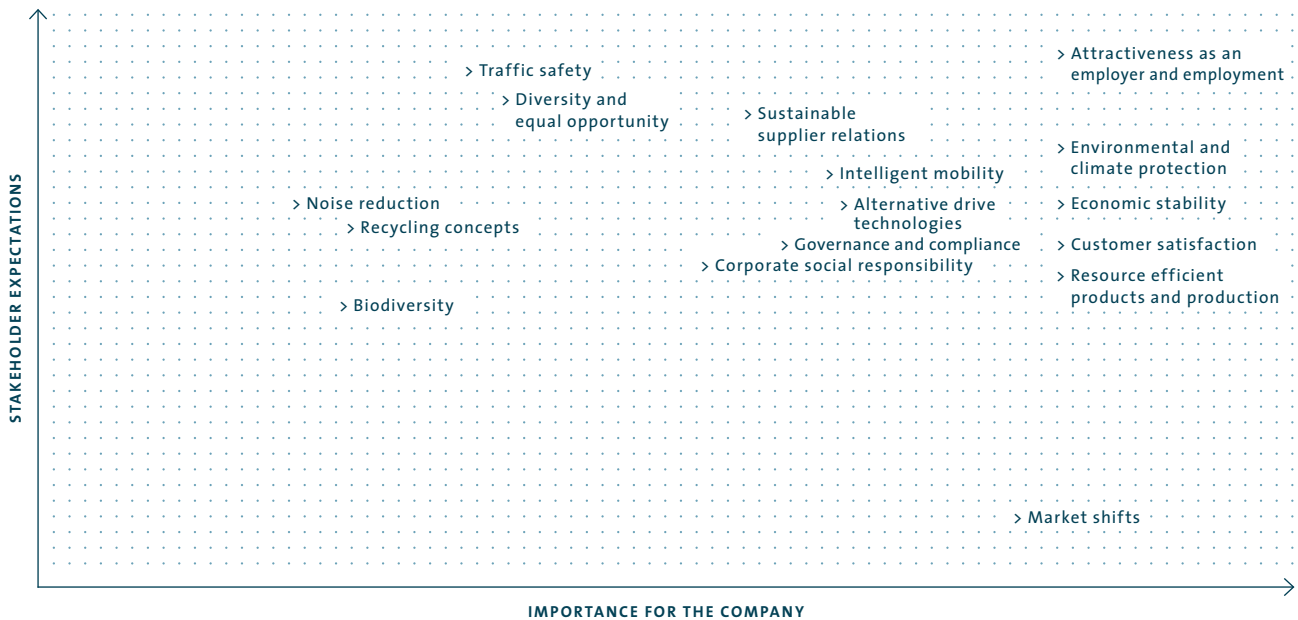 > Attractiveness as an
employer and employment
> Traffic safety
> Diversity and
equal opportunity
> Sustainable
supplier relations
> Environmental and
climate protection
> Intelligent mobility
> Noise reduction
> Alternative drive
technologies
> Economic stability
> Recycling concepts
> Governance and compliance
> Customer satisfaction
> Corporate social responsibility
> Resource efficient
products and production
> Biodiversity
> Market shifts
STAKEHOLDER EXPECTATIONS
IMPORTANCE FOR THE COMPANY